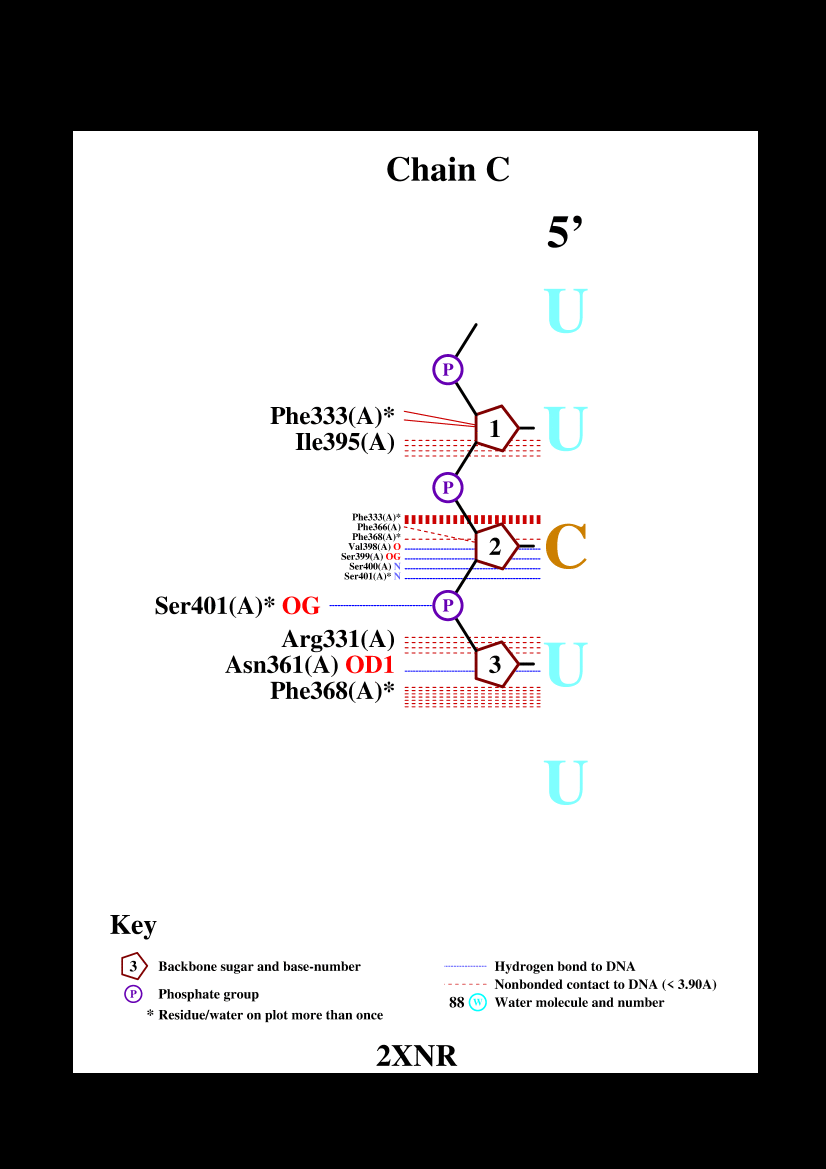 Chain C
5’
U
P
Phe333(A)*
1
U
Ile395(A)
P
Phe333(A)*
Phe366(A)
Phe368(A)*
Val398(A) O
2
C
Ser399(A) OG
Ser400(A) N
Ser401(A)* N
Ser401(A)* OG
P
Arg331(A)
Asn361(A) OD1
3
U
Phe368(A)*
U
Key
3 Backbone sugar and base-number
P Phosphate group
* Residue/water on plot more than once
Hydrogen bond to DNA
Nonbonded contact to DNA (< 3.90A)
88 W Water molecule and number
2XNR